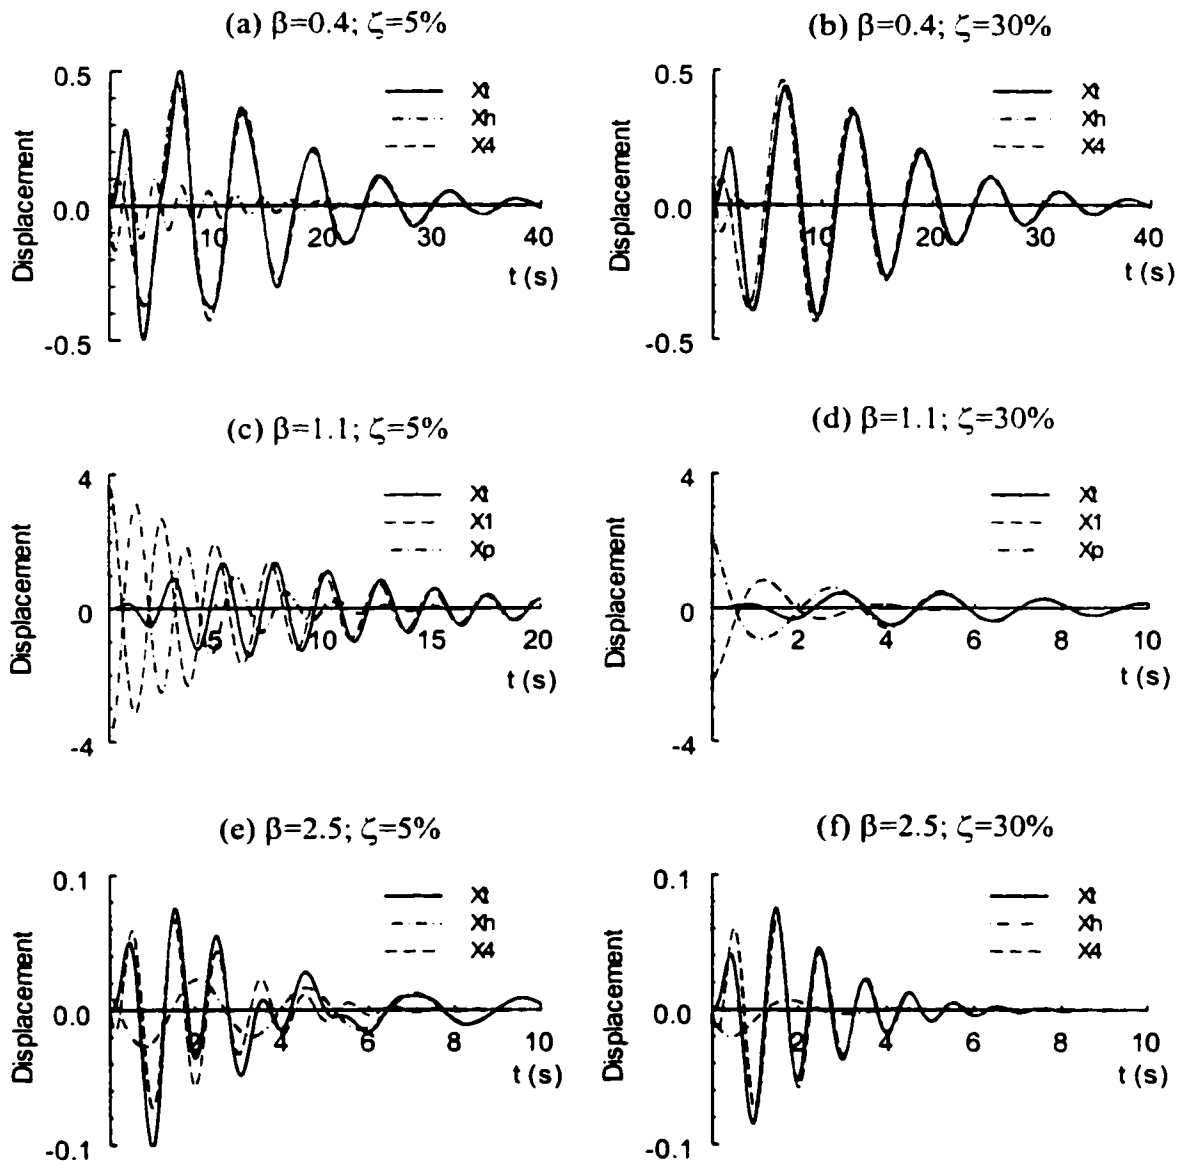 (a) β=0.4; ζ=5%
0.5
0.0
-0.5
Displacement
Xt
Xh
X4
10
20
30
40
t (s)
(b) β=0.4; ζ=30%
0.5
0.0
-0.5
Displacement
Xt
Xh
X4
10
20
30
40
t (s)
(c) β=1.1; ζ=5%
4
0
-4
Displacement
Xt
X1
Xp
5
10
15
20
t (s)
(d) β=1.1; ζ=30%
4
0
-4
Displacement
Xt
X1
Xp
2
4
6
8
10
t (s)
(e) β=2.5; ζ=5%
0.1
0.0
-0.1
Displacement
Xt
Xh
X4
2
4
6
8
10
t (s)
(f) β=2.5; ζ=30%
0.1
0.0
-0.1
Displacement
Xt
Xh
X4
2
4
6
8
10
t (s)